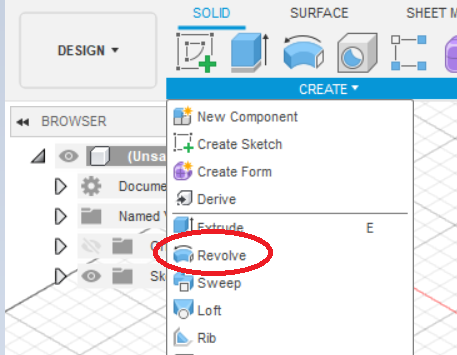 SOLID SURFACE SHEET M
DESIGN
CREATE
BROWSER
New Component
Create Sketch
(Unsa
Create Form
Docume
Derive
Named
Extrude E
Revolve
Sweep
Sk
Loft
Rib